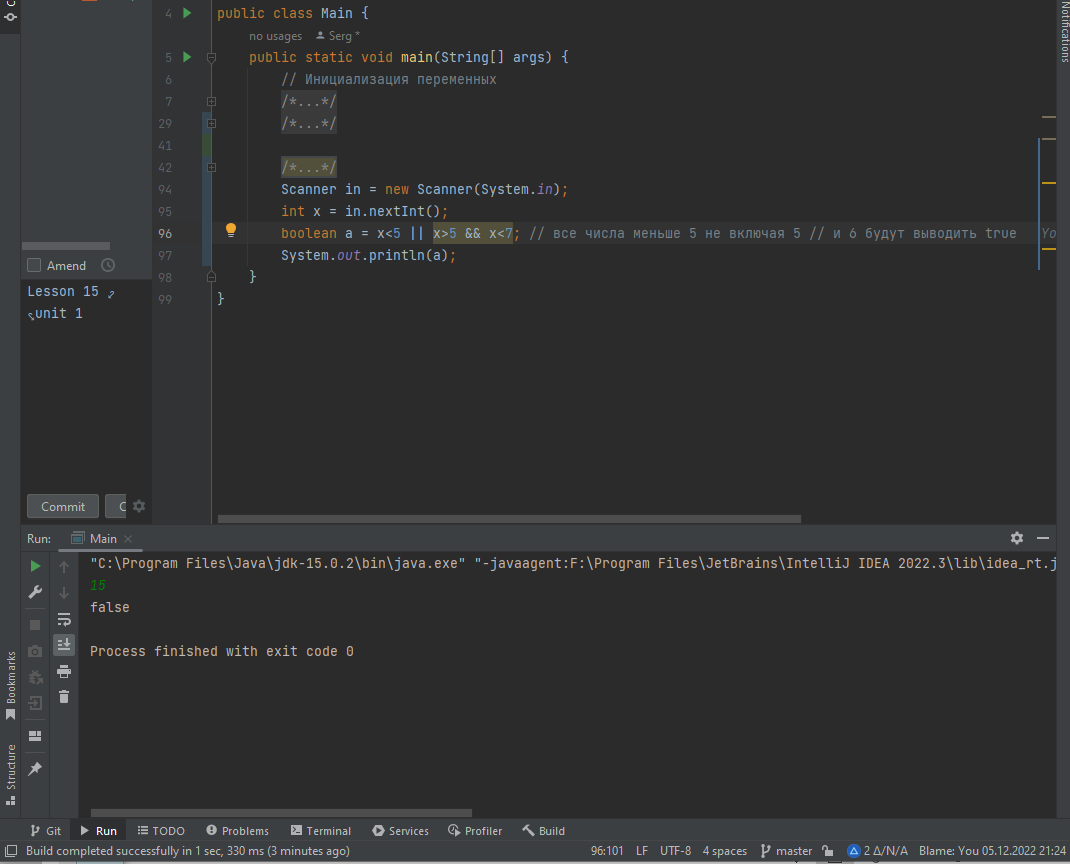 4 public class Main {
no usages Serg *
5 public static void main(String[] args) {
6 // Инициализация переменных
7 /*...*/
29 /*...*/
41
42 /*...*/
94 Scanner in = new Scanner(System.in);
95 int x = in.nextInt();
96 boolean a = x<5 || x>5 && x<7; // все числа меньше 5 не включая 5 // и 6 будут выводить true Yo
97 System.out.println(a);
98 }
99 }
Notifications
Amend
Lesson 15
unit 1
Commit C
Run: Main
"C:\Program Files\Java\jdk-15.0.2\bin\java.exe" "-javaagent:F:\Program Files\JetBrains\IntelliJ IDEA 2022.3\lib\idea_rt.j
15
false
Process finished with exit code 0
Bookmarks
Structure
Git Run TODO Problems Terminal Services Profiler Build
Build completed successfully in 1 sec, 330 ms (3 minutes ago) 96:101 LF UTF-8 4 spaces master 2 Δ/N/A Blame: You 05.12.2022 21:24